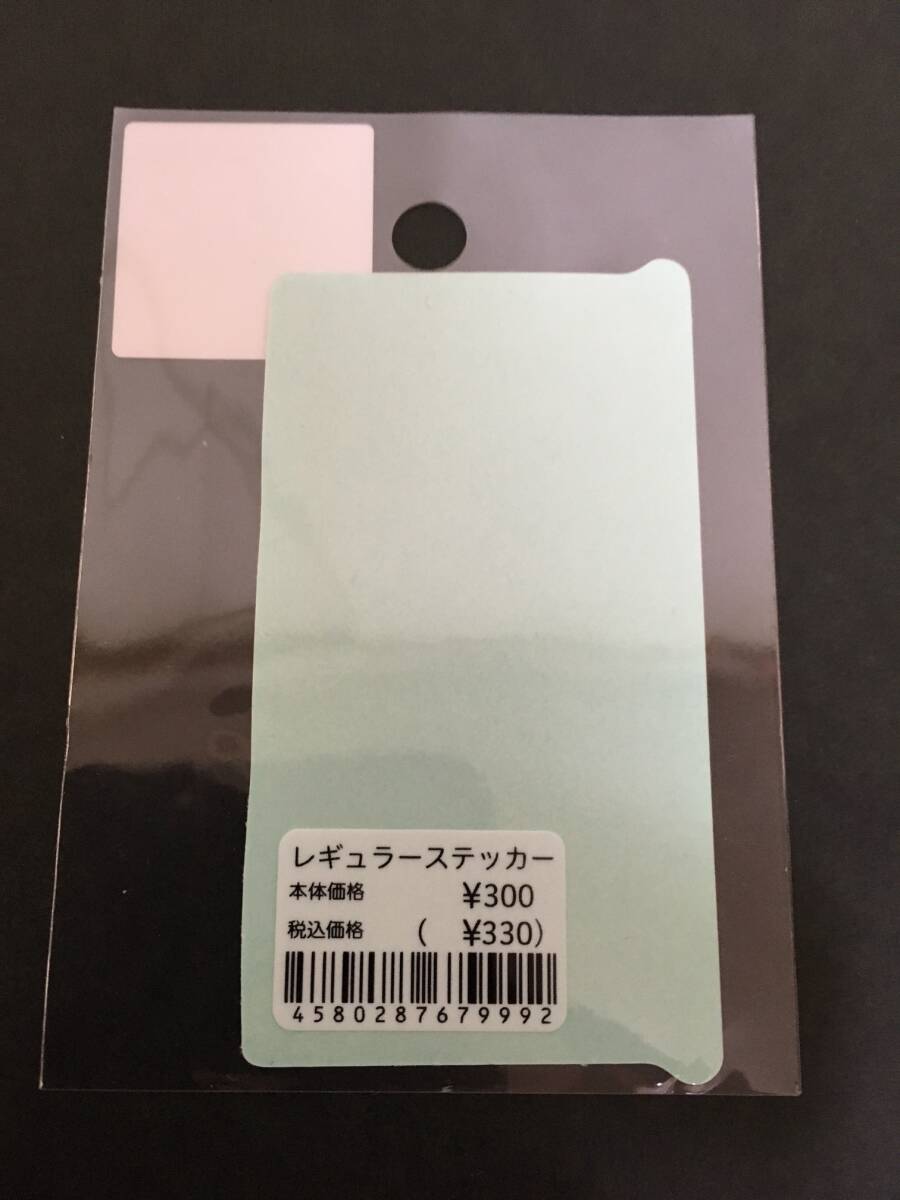 レギュラーステッカー
本体価格 ¥300
税込価格 ( ¥330)
4580287679992